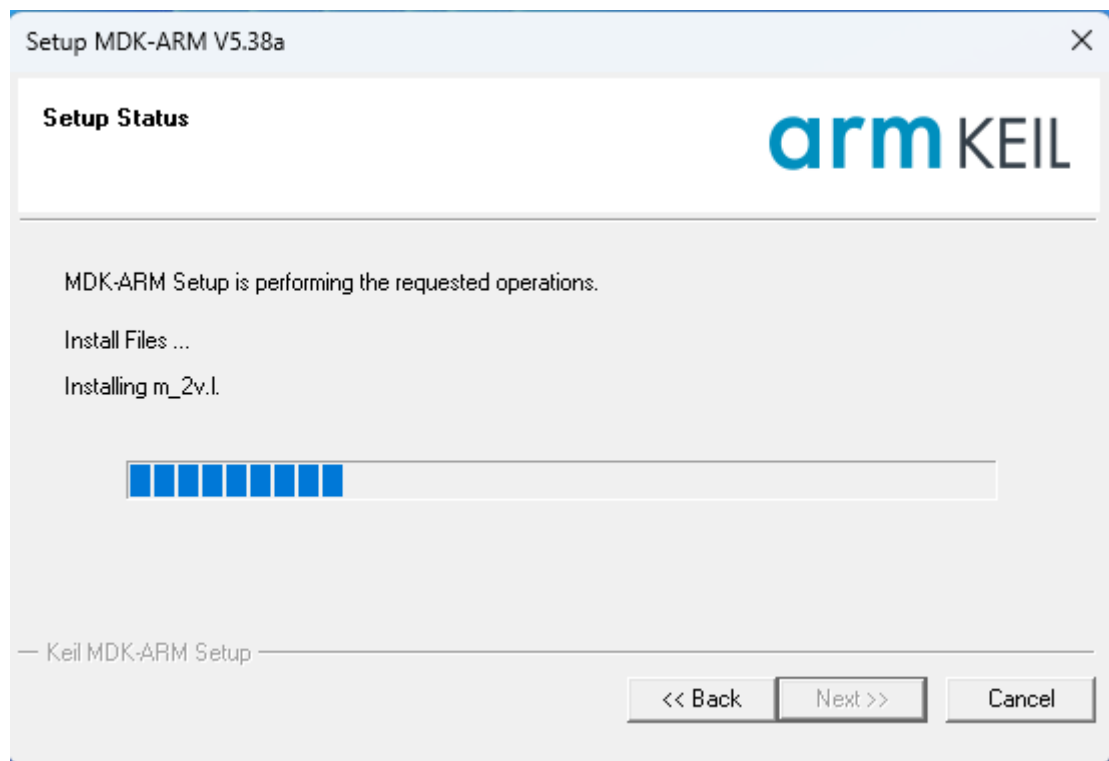 Setup MDK-ARM V5.38a
Setup Status
arm KEIL
MDK-ARM Setup is performing the requested operations.
Install Files ...
Installing m_2v.l.
Keil MDK-ARM Setup
<< Back Next >> Cancel